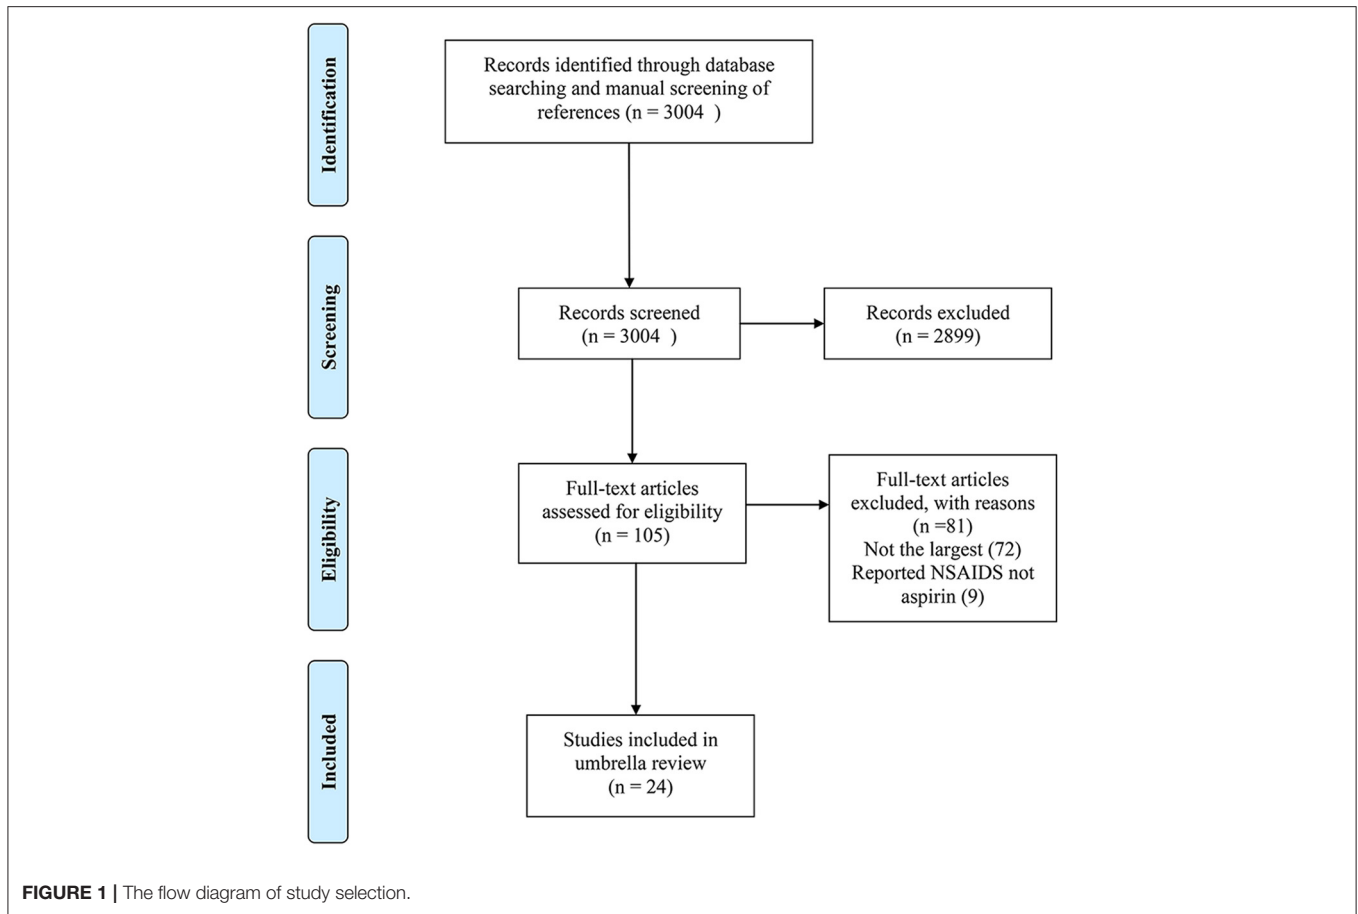 Identification
Records identified through database
searching and manual screening of
references (n = 3004  )
Screening
Records screened
(n = 3004  )
Records excluded
(n = 2899)
Eligibility
Full-text articles
assessed for eligibility
(n = 105)
Full-text articles
excluded, with reasons
(n =81)
Not the largest (72)
Reported NSAIDS not
aspirin (9)
Included
Studies included in
umbrella review
(n = 24)
FIGURE 1 | The flow diagram of study selection.